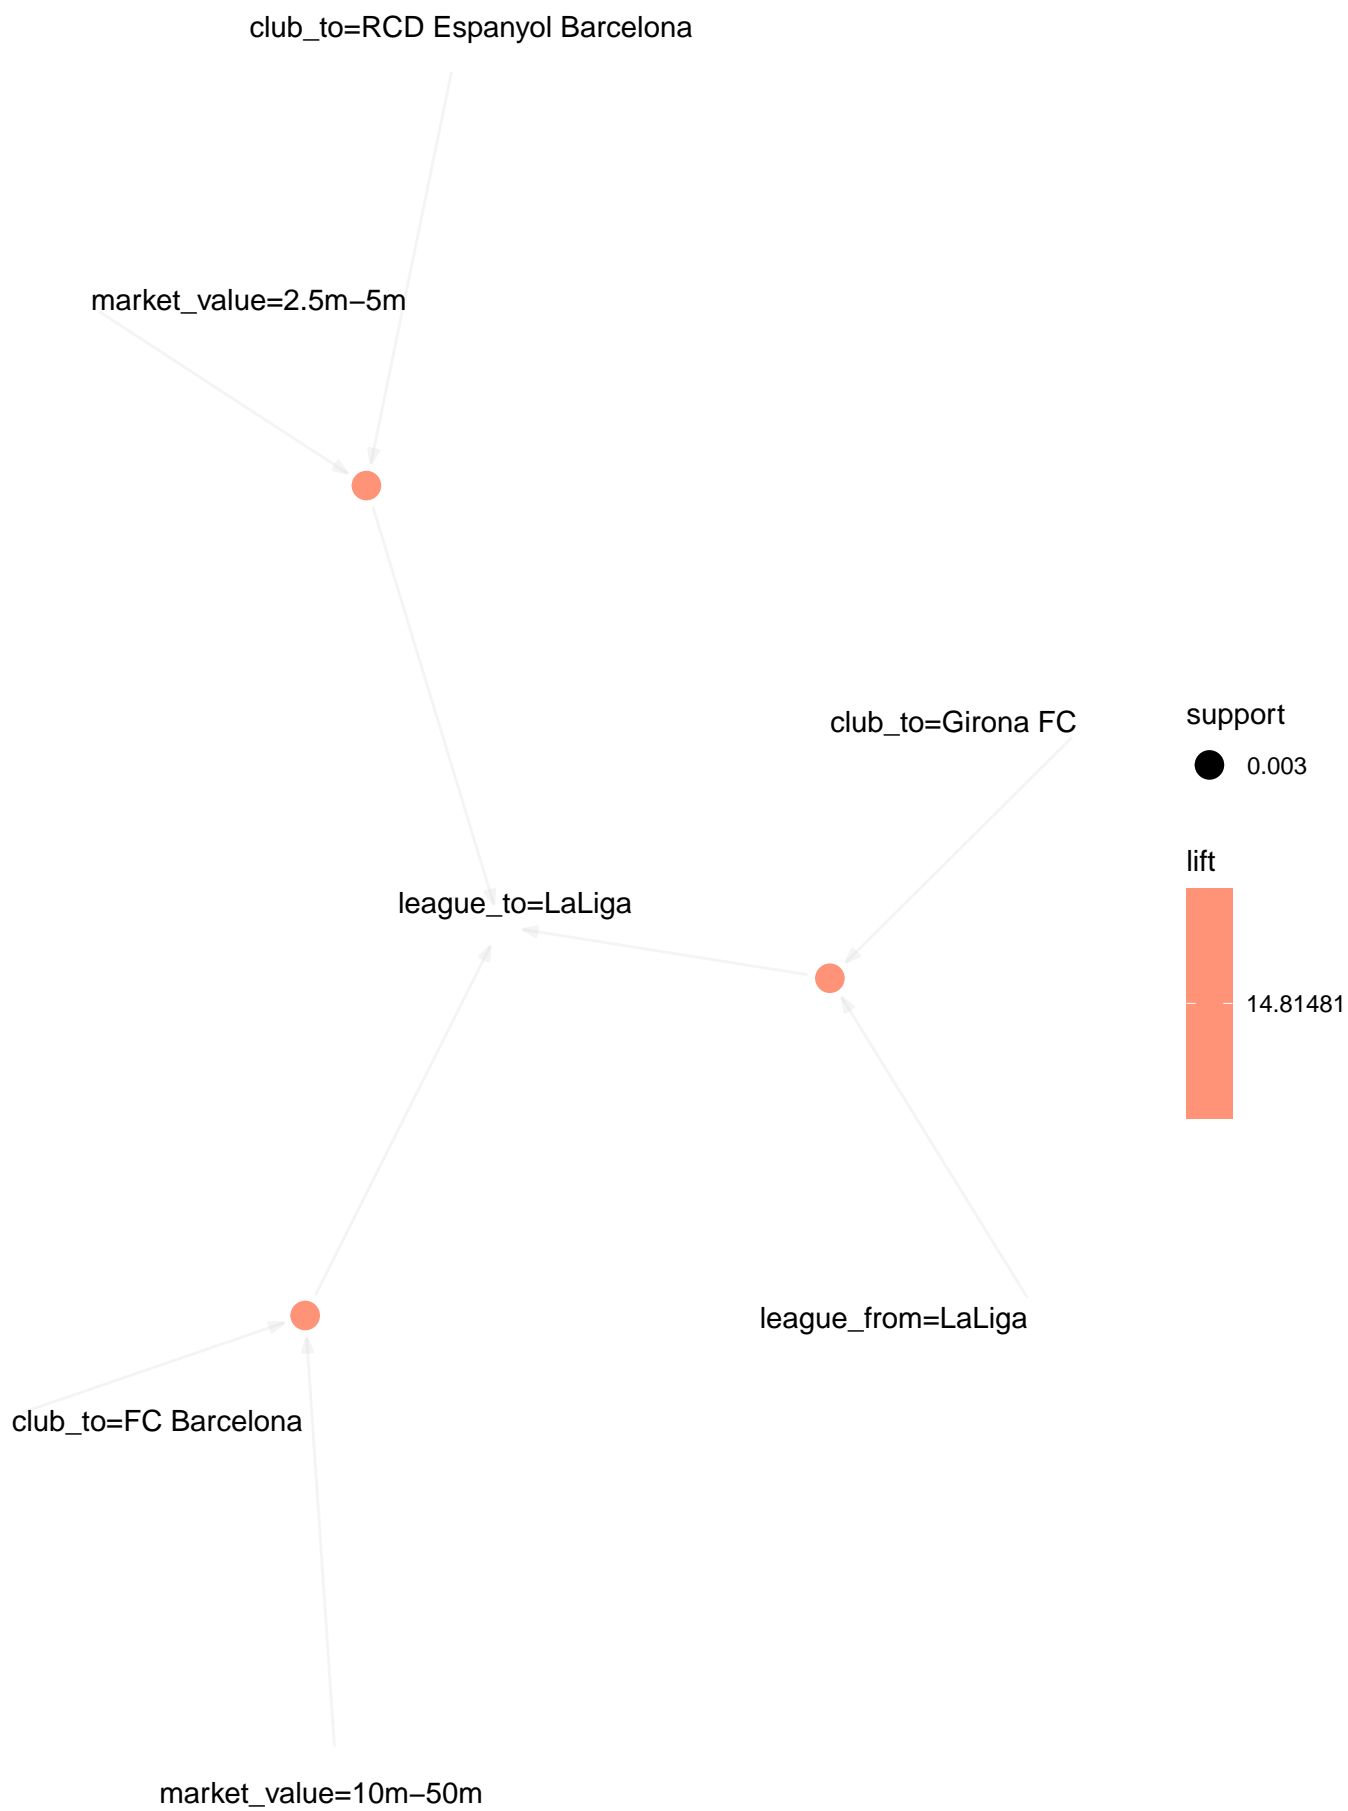 club_to=RCD Espanyol Barcelona
market_value=2.5m−5m
club_to=Girona FC
support
0.003
lift
league_to=LaLiga
14.81481
league_from=LaLiga
club_to=FC Barcelona
market_value=10m−50m